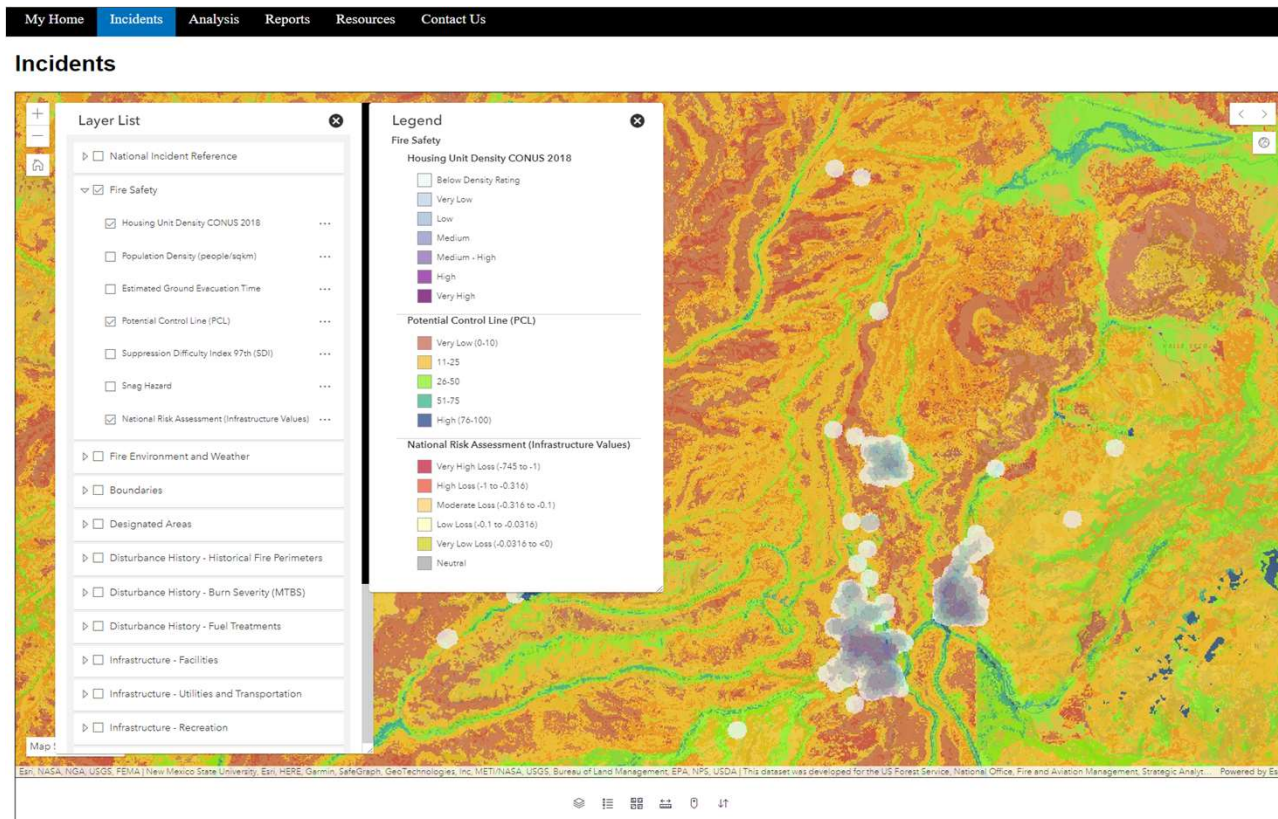 My Home Incidents Analysis Reports Resources Contact Us
Incidents
Layer List
National Incident Reference
Fire Safety
Housing Unit Density CONUS 2018
Population Density (people/sqkm)
Estimated Ground Evacuation Time
Potential Control Line (PCL)
Suppression Difficulty Index 97th (SDI)
Snag Hazard
National Risk Assessment (Infrastructure Values)
Fire Environment and Weather
Boundaries
Designated Areas
Disturbance History - Historical Fire Perimeters
Disturbance History - Burn Severity (MTBS)
Disturbance History - Fuel Treatments
Infrastructure - Facilities
Infrastructure - Utilities and Transportation
Infrastructure - Recreation
Legend
Fire Safety
Housing Unit Density CONUS 2018
Below Density Rating
Very Low
Low
Medium
Medium - High
High
Very High
Potential Control Line (PCL)
Very Low (0-10)
11-25
26-50
51-75
High (76-100)
National Risk Assessment (Infrastructure Values)
Very High Loss (-745 to -1)
High Loss (-1 to -0.316)
Moderate Loss (-0.316 to -0.1)
Low Loss (-0.1 to -0.0316)
Very Low Loss (-0.0316 to <0)
Neutral
Map
Esri, NASA, NGA, USGS, FEMA | New Mexico State University, Esri, HERE, Garmin, SafeGraph, GeoTechnologies, Inc, METI/NASA, USGS, Bureau of Land Management, EPA, NPS, USDA | This dataset was developed for the US Forest Service, National Office, Fire and Aviation Management, Strategic Analyt... Powered by Es